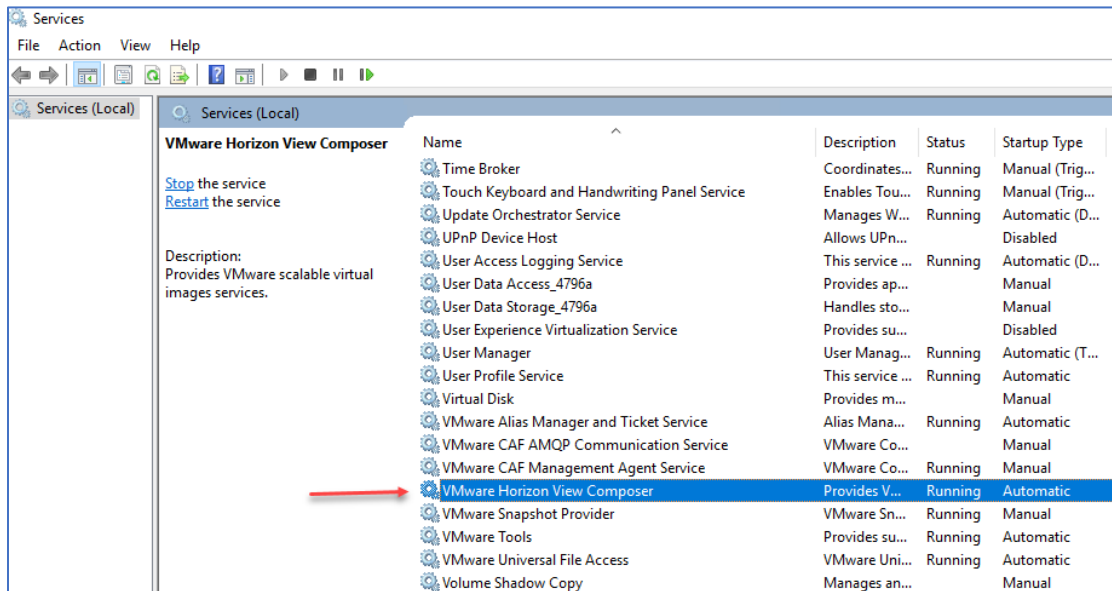 Services
File Action View Help
Services (Local)
Services (Local)
VMware Horizon View Composer
Stop the service
Restart the service
Description:
Provides VMware scalable virtual
images services.
Name Description Status Startup Type
Time Broker Coordinates... Running Manual (Trig...
Touch Keyboard and Handwriting Panel Service Enables Tou... Running Manual (Trig...
Update Orchestrator Service Manages W... Running Automatic (D...
UPnP Device Host Allows UPn... Disabled
User Access Logging Service This service ... Running Automatic (D...
User Data Access_4796a Provides ap... Manual
User Data Storage_4796a Handles sto... Manual
User Experience Virtualization Service Provides su... Disabled
User Manager User Manag... Running Automatic (T...
User Profile Service This service ... Running Automatic
Virtual Disk Provides m... Manual
VMware Alias Manager and Ticket Service Alias Mana... Running Automatic
VMware CAF AMQP Communication Service VMware Co... Manual
VMware CAF Management Agent Service VMware Co... Running Manual
VMware Horizon View Composer Provides V... Running Automatic
VMware Snapshot Provider VMware Sn... Running Manual
VMware Tools Provides su... Running Automatic
VMware Universal File Access VMware Uni... Running Automatic
Volume Shadow Copy Manages an... Manual